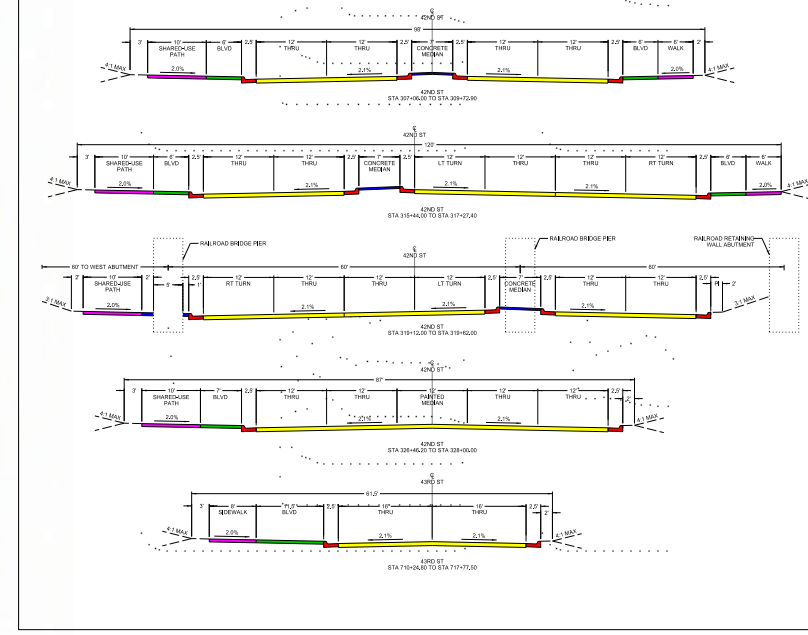 42ND ST
98'
3' 10' 6' 2.5' 12' 12' 2.5' 7' 2.5' 12' 12' 2.5' 6' 6' 2'
SHARED-USE PATH BLVD THRU THRU CONCRETE MEDIAN THRU THRU BLVD WALK
4:1 MAX 2.0% 2.1% 2.1% 2.0% 4:1 MAX
42ND ST
STA 307+06.00 TO STA 309+72.90
42ND ST
120'
3' 10' 6' 2.5' 12' 12' 2.5' 7' 2.5' 12' 12' 12' 2.5' 6' 6'
SHARED-USE PATH BLVD THRU THRU CONCRETE MEDIAN LT TURN THRU RT TURN BLVD WALK
4:1 MAX 2.0% 2.1% 2.1% 2.1% 2.0% 4:1 MAX
42ND ST
STA 315+44.00 TO STA 317+27.40
RAILROAD BRIDGE PIER RAILROAD BRIDGE PIER RAILROAD RETAINING WALL ABUTMENT
42ND ST
60' TO WEST ABUTMENT 60' 60'
2' 10' 2' 5' 1' 12' 12' 12' 12' 2.5' 7' 2.5' 12' 12' 2.5' 2'
SHARED-USE PATH RT TURN THRU THRU LT TURN CONCRETE MEDIAN THRU THRU
3:1 MAX 2.0% 2.1% 2.1% 2.1% 3:1 MAX
42ND ST
STA 319+12.00 TO STA 319+62.00
42ND ST
87'
3' 10' 7' 2.5' 12' 12' 12' 12' 12' 2.5' 2'
SHARED-USE PATH BLVD THRU THRU PAINTED MEDIAN THRU THRU
4:1 MAX 2.0% 2.1% 2.1% 4:1 MAX
42ND ST
STA 326+46.20 TO STA 328+00.00
43RD ST
61.5'
3' 8' 11.5' 2.5' 16' 16' 2.5' 2'
SIDEWALK BLVD THRU THRU
4:1 MAX 2.0% 2.1% 2.1% 4:1 MAX
43RD ST
STA 710+24.80 TO STA 717+77.50